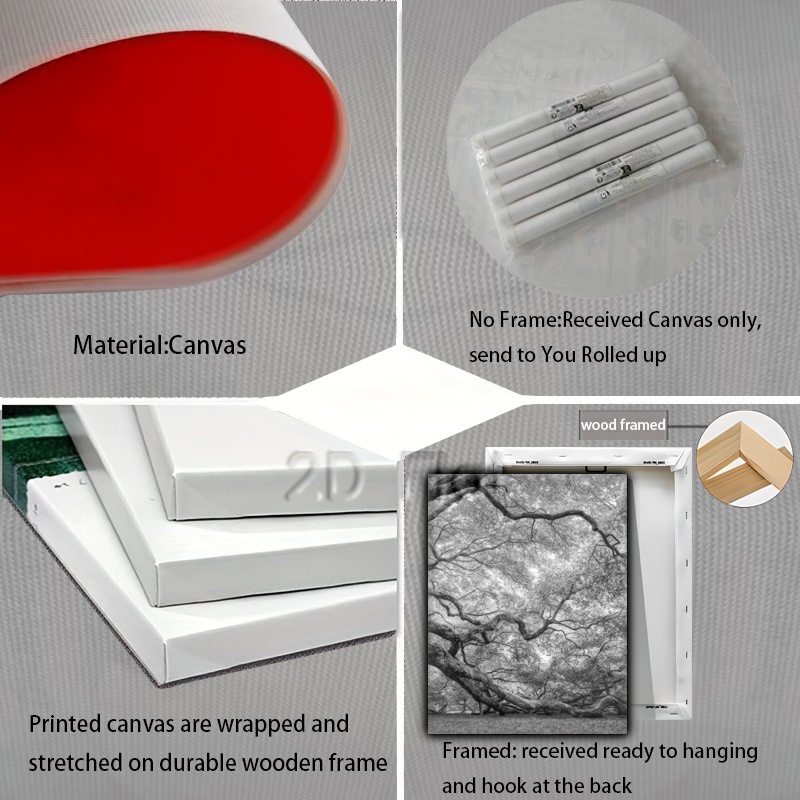 Material:Canvas
No Frame:Received Canvas only,
send to You Rolled up
wood framed
2D
Printed canvas are wrapped and
stretched on durable wooden frame
Framed: received ready to hanging
and hook at the back